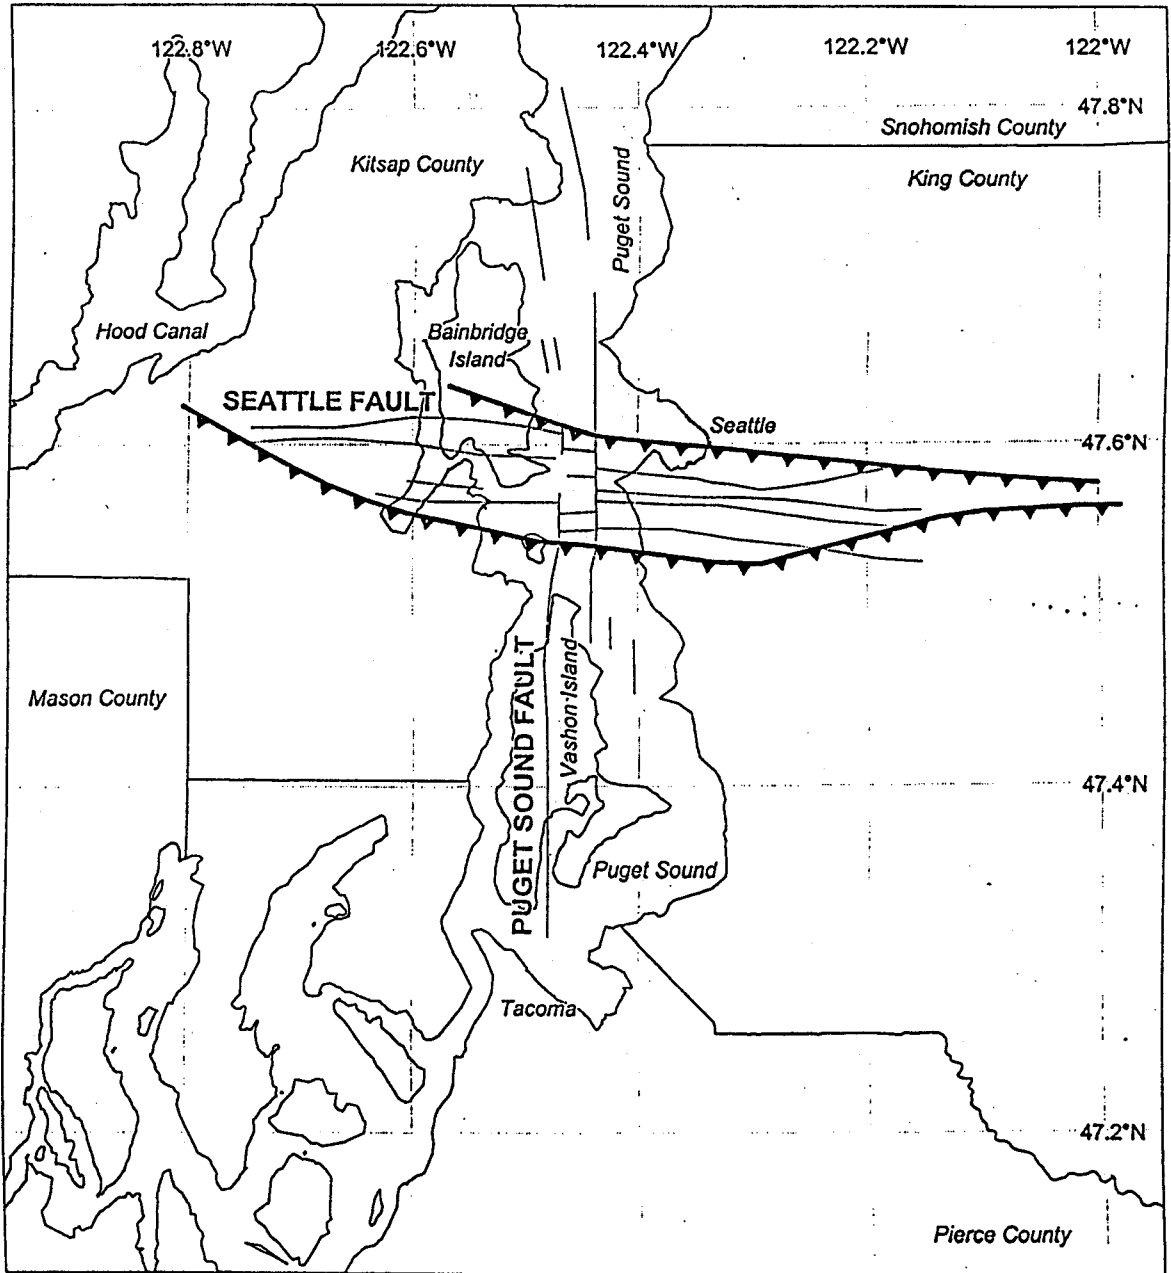 122.8°W
122.6°W
122.4°W
122.2°W
122°W
47.8°N
Snohomish County
Kitsap County
King County
Puget Sound
Hood Canal
Bainbridge
Island
SEATTLE FAULT
Seattle
47.6°N
Mason County
PUGET SOUND FAULT
Vashon Island
47.4°N
Puget Sound
Tacoma
47.2°N
Pierce County